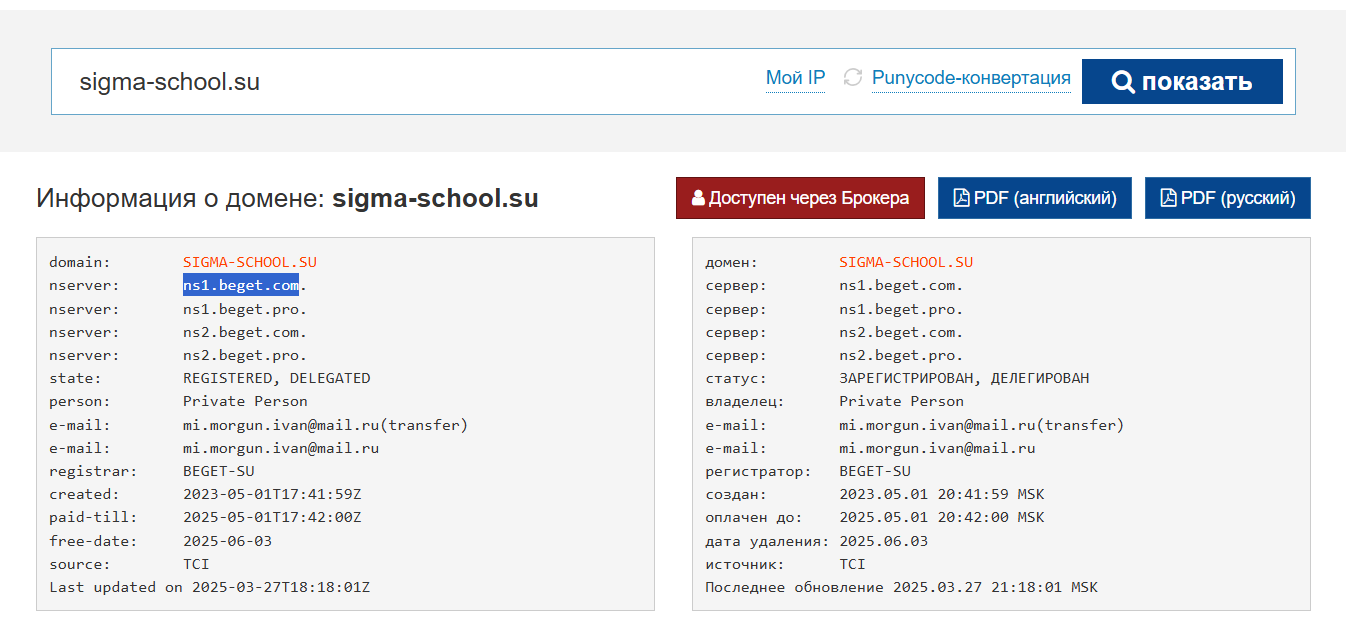 sigma-school.su
Мой IP
Punycode-конвертация
показать
Информация о домене: sigma-school.su
Доступен через Брокера
PDF (английский)
PDF (русский)
domain: SIGMA-SCHOOL.SU
nserver: ns1.beget.com.
nserver: ns1.beget.pro.
nserver: ns2.beget.com.
nserver: ns2.beget.pro.
state: REGISTERED, DELEGATED
person: Private Person
e-mail: mi.morgun.ivan@mail.ru(transfer)
e-mail: mi.morgun.ivan@mail.ru
registrar: BEGET-SU
created: 2023-05-01T17:41:59Z
paid-till: 2025-05-01T17:42:00Z
free-date: 2025-06-03
source: TCI
Last updated on 2025-03-27T18:18:01Z
домен: SIGMA-SCHOOL.SU
сервер: ns1.beget.com.
сервер: ns1.beget.pro.
сервер: ns2.beget.com.
сервер: ns2.beget.pro.
статус: ЗАРЕГИСТРИРОВАН, ДЕЛЕГИРОВАН
владелец: Private Person
e-mail: mi.morgun.ivan@mail.ru(transfer)
e-mail: mi.morgun.ivan@mail.ru
регистратор: BEGET-SU
создан: 2023.05.01 20:41:59 MSK
оплачен до: 2025.05.01 20:42:00 MSK
дата удаления: 2025.06.03
источник: TCI
Последнее обновление 2025.03.27 21:18:01 MSK